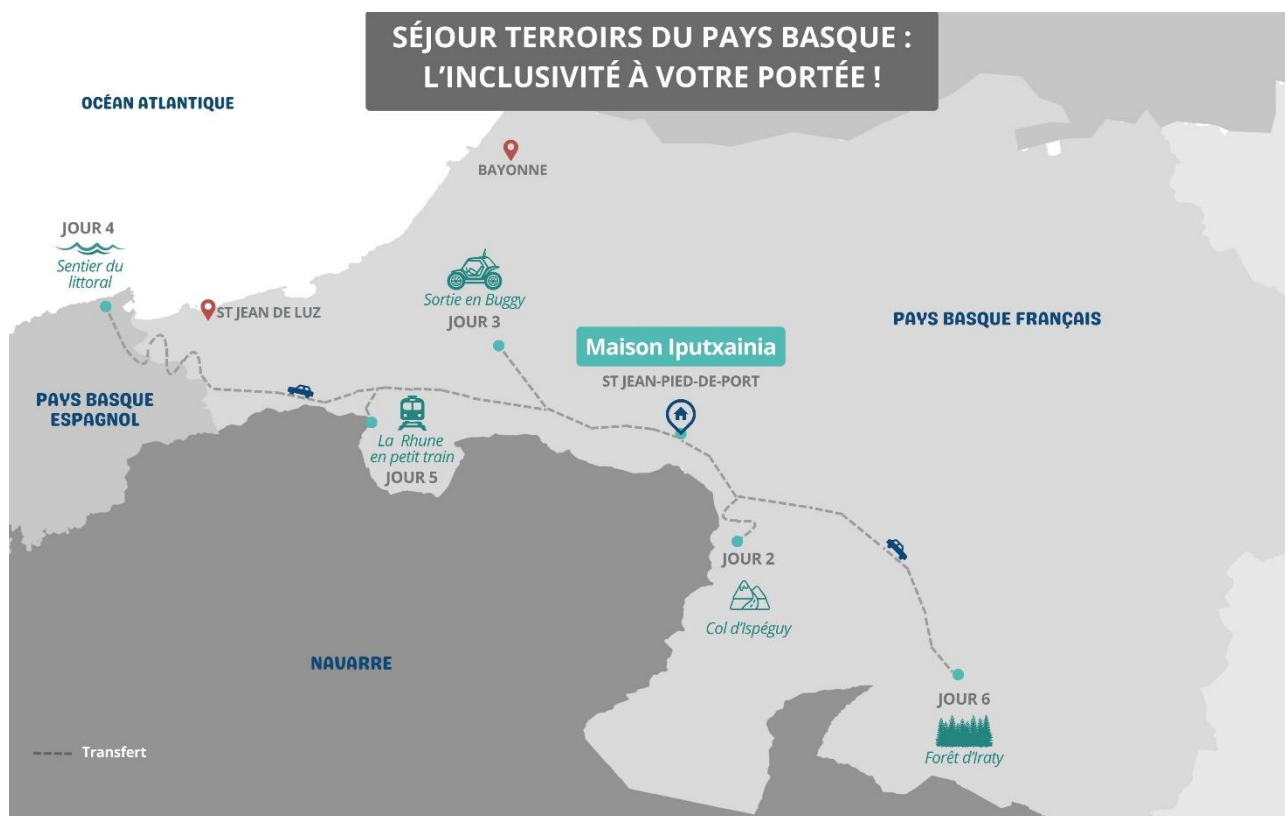 SÉJOUR TERROIRS DU PAYS BASQUE :
L'INCLUSIVITÉ À VOTRE PORTÉE !
OCÉAN ATLANTIQUE
BAYONNE
JOUR 4
Sentier du
littoral
ST JEAN DE LUZ
Sortie en Buggy
JOUR 3
PAYS BASQUE FRANÇAIS
Maison Iputxainia
ST JEAN-PIED-DE-PORT
PAYS BASQUE
ESPAGNOL
La Rhune
en petit train
JOUR 5
JOUR 2
Col d'Ispéguy
NAVARRE
JOUR 6
Forêt d'Iraty
Transfert